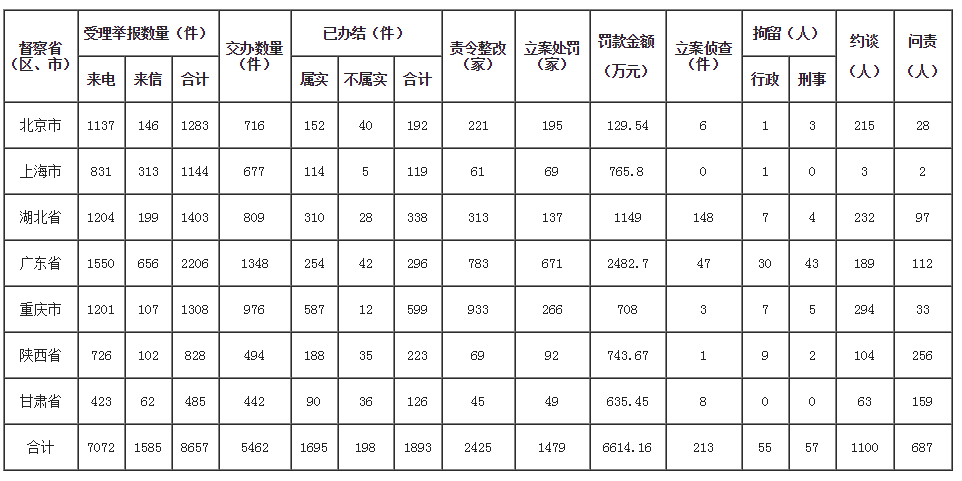 督察省（区、市） 受理举报数量（件） 交办数量（件） 已办结（件） 责令整改（家） 立案处罚（家） 罚款金额（万元） 立案侦查（件） 拘留（人） 约谈（人） 问责（人）
来电 来信 合计 属实 不属实 合计 行政 刑事
北京市 1137 146 1283 716 152 40 192 221 195 129.54 6 1 3 215 28
上海市 831 313 1144 677 114 5 119 61 69 765.8 0 1 0 3 2
湖北省 1204 199 1403 809 310 28 338 313 137 1149 148 7 4 232 97
广东省 1550 656 2206 1348 254 42 296 783 671 2482.7 47 30 43 189 112
重庆市 1201 107 1308 976 587 12 599 933 266 708 3 7 5 294 33
陕西省 726 102 828 494 188 35 223 69 92 743.67 1 9 2 104 256
甘肃省 423 62 485 442 90 36 126 45 49 635.45 8 0 0 63 159
合计 7072 1585 8657 5462 1695 198 1893 2425 1479 6614.16 213 55 57 1100 687